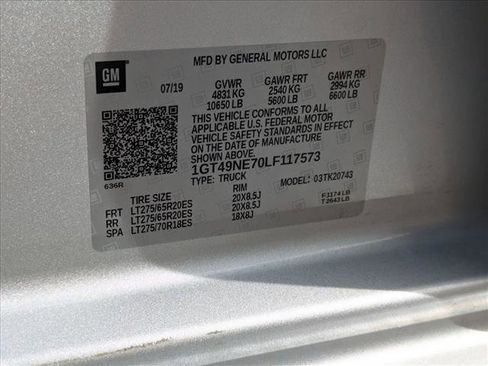 MFD BY GENERAL MOTORS LLC
GM
07/19 GVWR GAWR FRT GAWR RR
4831 KG 2540 KG 2994 KG
10650 LB 5600 LB 6600 LB
THIS VEHICLE CONFORMS TO ALL
APPLICABLE U.S. FEDERAL MOTOR
VEHICLE SAFETY STANDARDS IN EFFECT
ON THE DATE OF MANUFACTURE
SHOWN ABOVE.
1GT49NE70LF117573
TYPE: TRUCK MODEL: 03TK20743
636R
TIRE SIZE RIM
FRT LT275/65R20ES 20X8.5J F1174 LB
RR LT275/65R20ES 20X8.5J T2643 LB
SPA LT275/70R18ES 18X8J